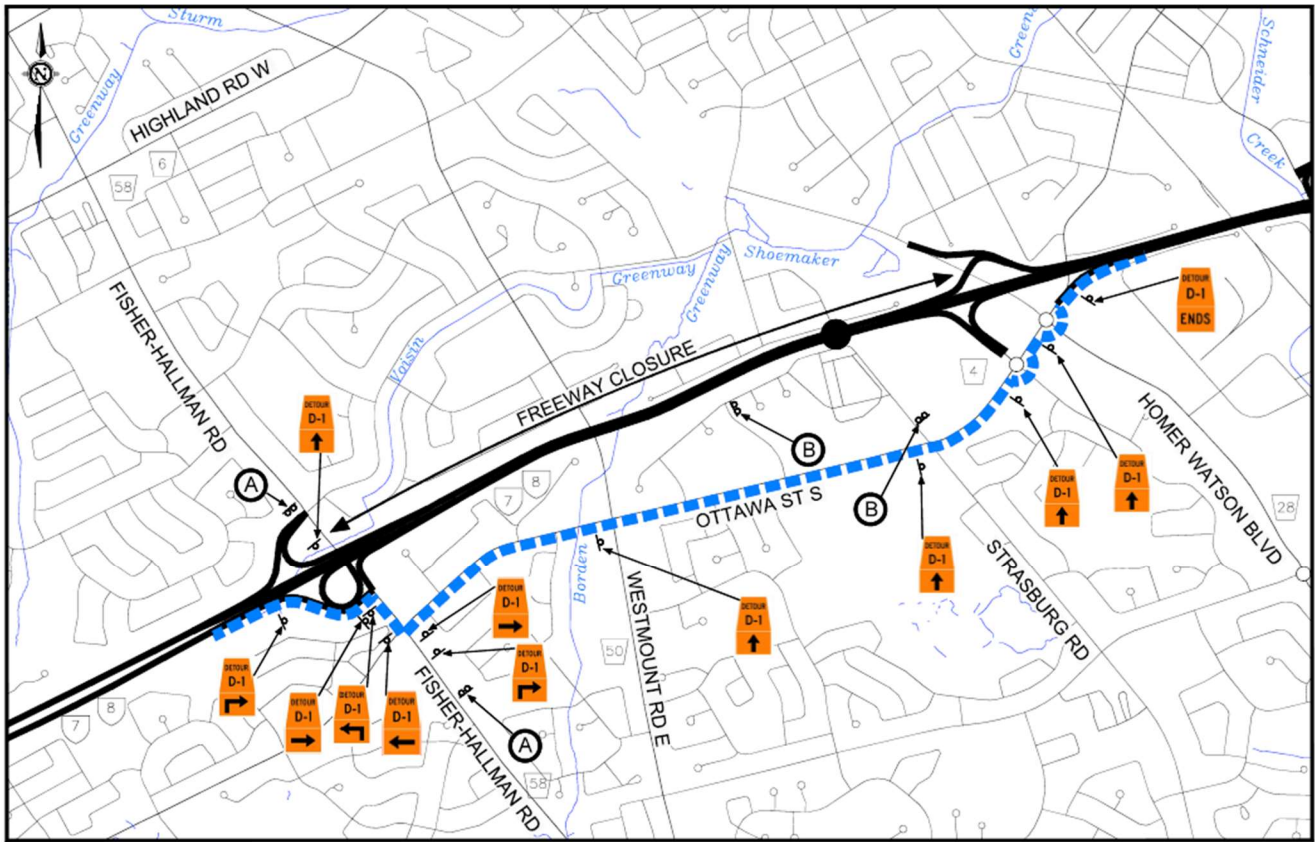 Sturm
Greenway
HIGHLAND RD W
6
58
N
Greenway
Schneider
Creek
FISHER-HALLMAN RD
Voisin
Greenway
Greenway
Shoemaker
FREEWAY CLOSURE
DETOUR
D-1
ENDS
4
HOMER WATSON BLVD
28
DETOUR
D-1
A
B
B
7
8
OTTAWA ST S
DETOUR
D-1
DETOUR
D-1
DETOUR
D-1
STRASBURG RD
Borden
WESTMOUNT RD E
50
DETOUR
D-1
DETOUR
D-1
DETOUR
D-1
DETOUR
D-1
DETOUR
D-1
DETOUR
D-1
DETOUR
D-1
FISHER-HALLMAN RD
A
58
7
8